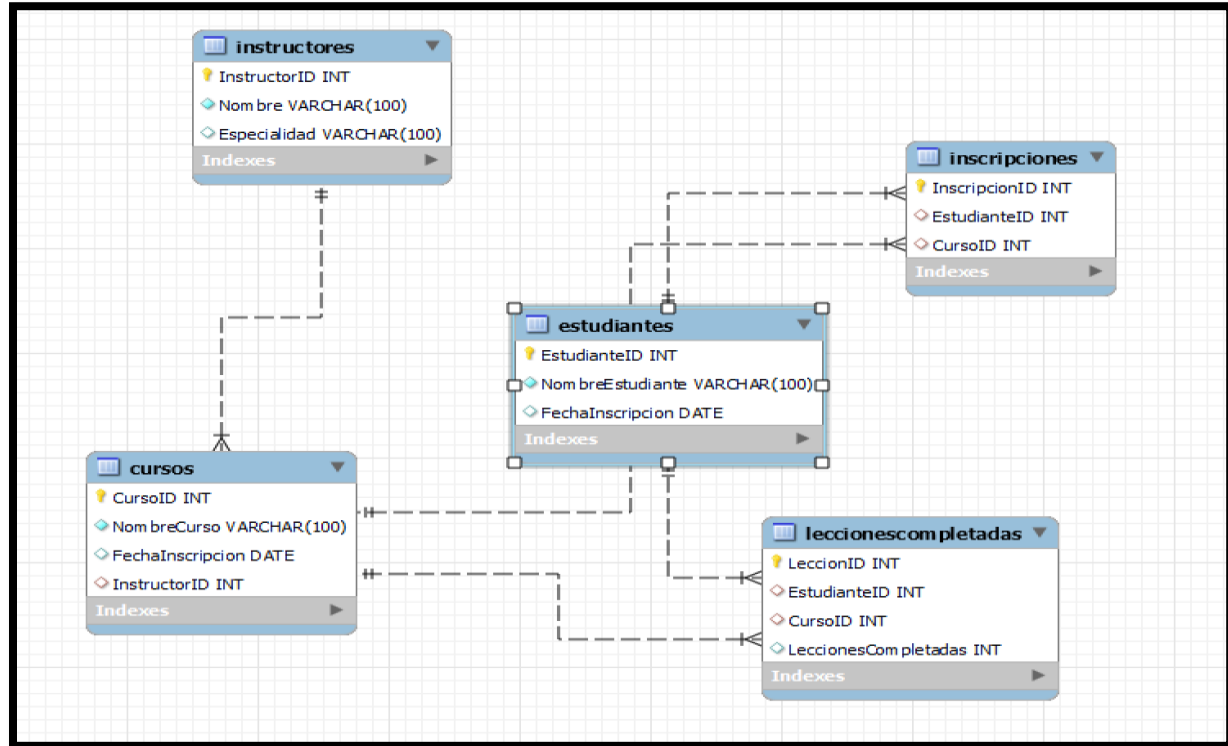 instructores
InstructorID INT
Nombre VARCHAR(100)
Especialidad VARCHAR(100)
Indexes
inscripciones
InscripcionID INT
EstudianteID INT
CursoID INT
Indexes
estudiantes
EstudianteID INT
NombreEstudiante VARCHAR(100)
FechaInscripcion DATE
Indexes
cursos
CursoID INT
NombreCurso VARCHAR(100)
FechaInscripcion DATE
InstructorID INT
Indexes
leccionescompletadas
LeccionID INT
EstudianteID INT
CursoID INT
LeccionesCompletadas INT
Indexes